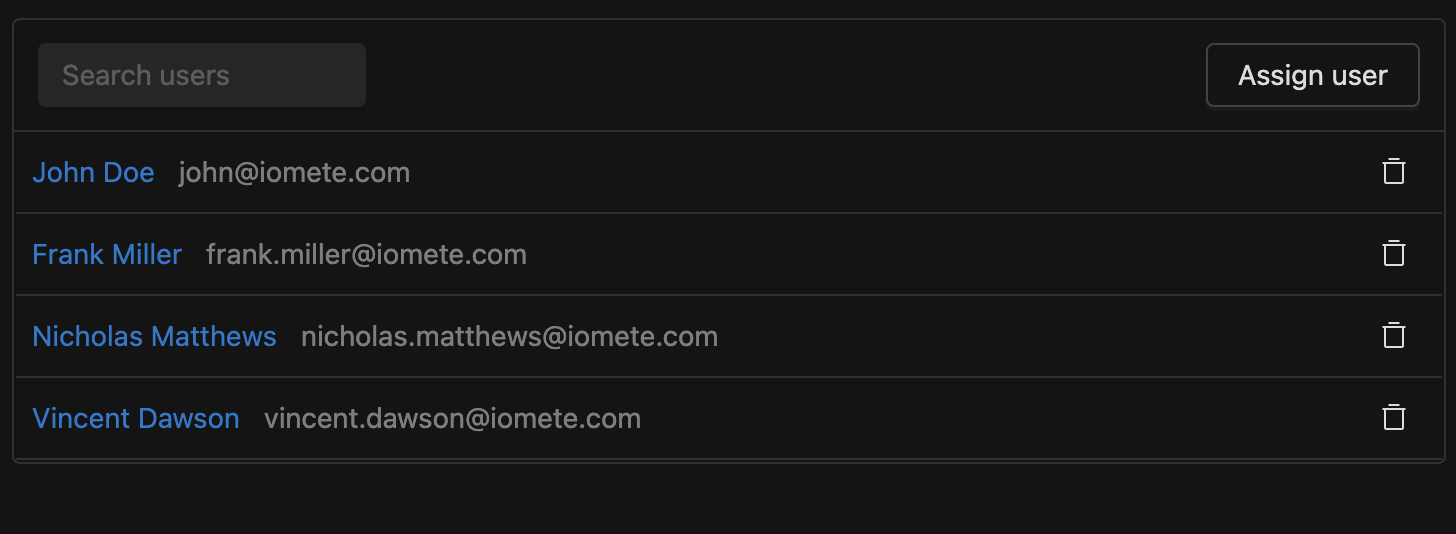 Search users Assign user
John Doe john@iomete.com
Frank Miller frank.miller@iomete.com
Nicholas Matthews nicholas.matthews@iomete.com
Vincent Dawson vincent.dawson@iomete.com